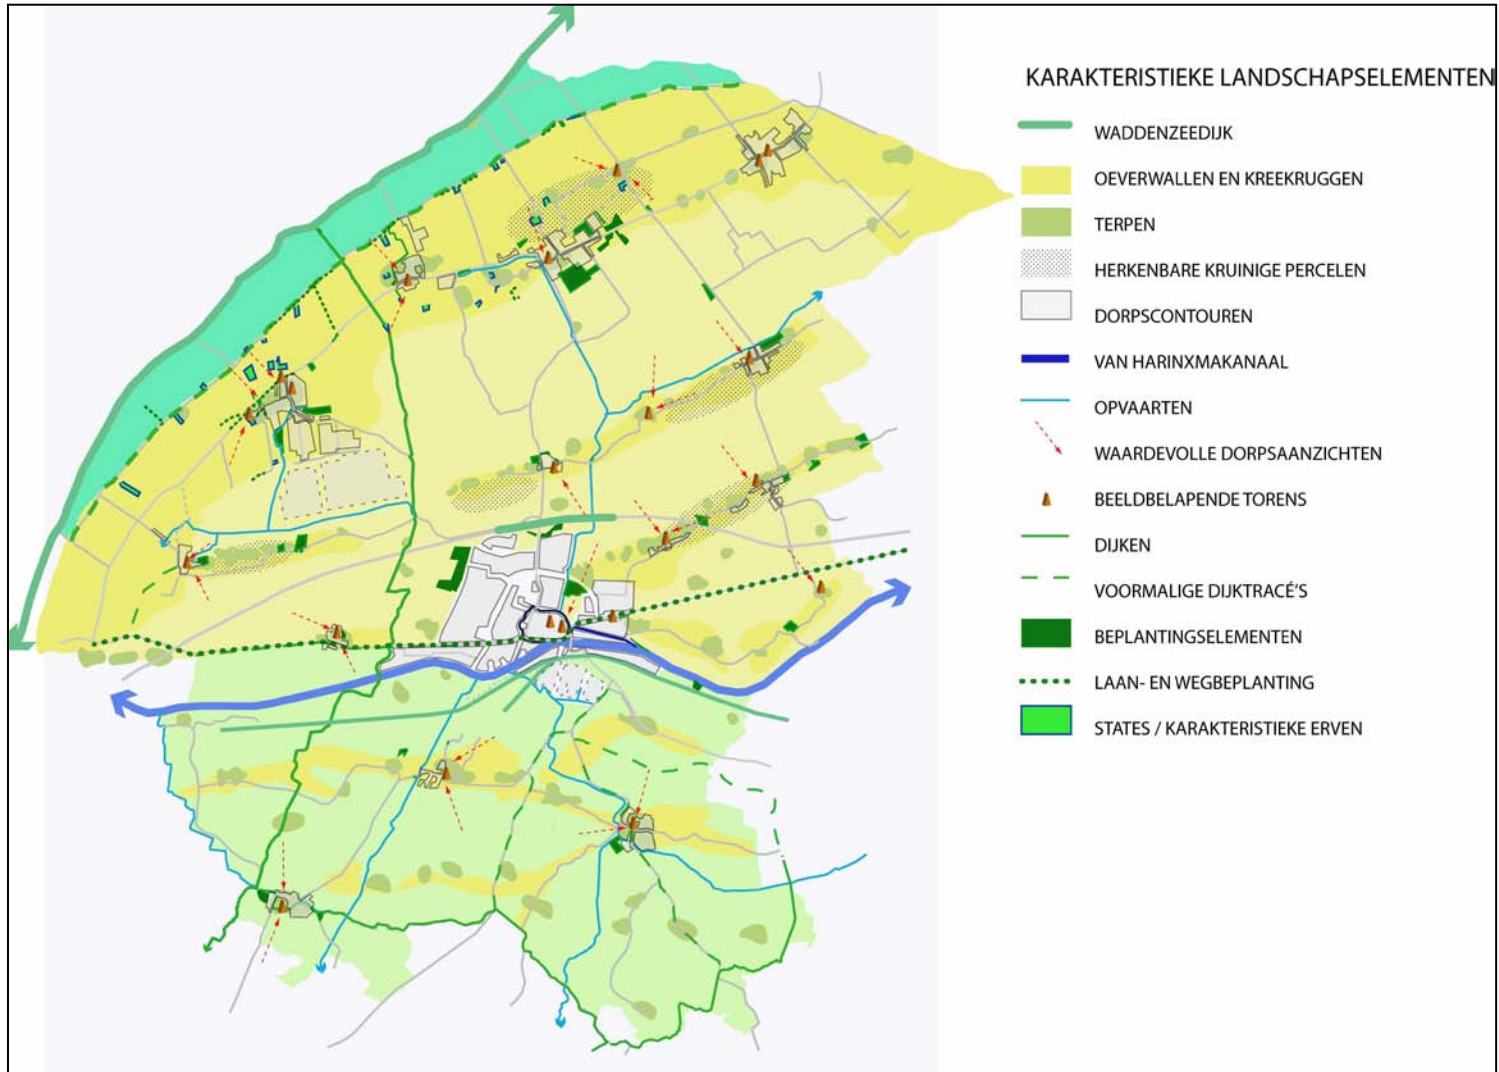 KARAKTERISTIEKE LANDSCHAPSELEMENTEN
WADDENZEEDIJK
OEVERWALLEN EN KREEKRUGGEN
TERPEN
HERKENBARE KRUINIGE PERCELEN
DORPSCONTOUREN
VAN HARINXMAKANAAL
OPVAARTEN
WAARDEVOLLE DORPSAANZICHTEN
BEELDBELAPENDE TORENS
DIJKEN
VOORMALIGE DIJKTRACÉ'S
BEPLANTINGSELEMENTEN
LAAN- EN WEGBEPLANTING
STATES / KARAKTERISTIEKE ERVEN